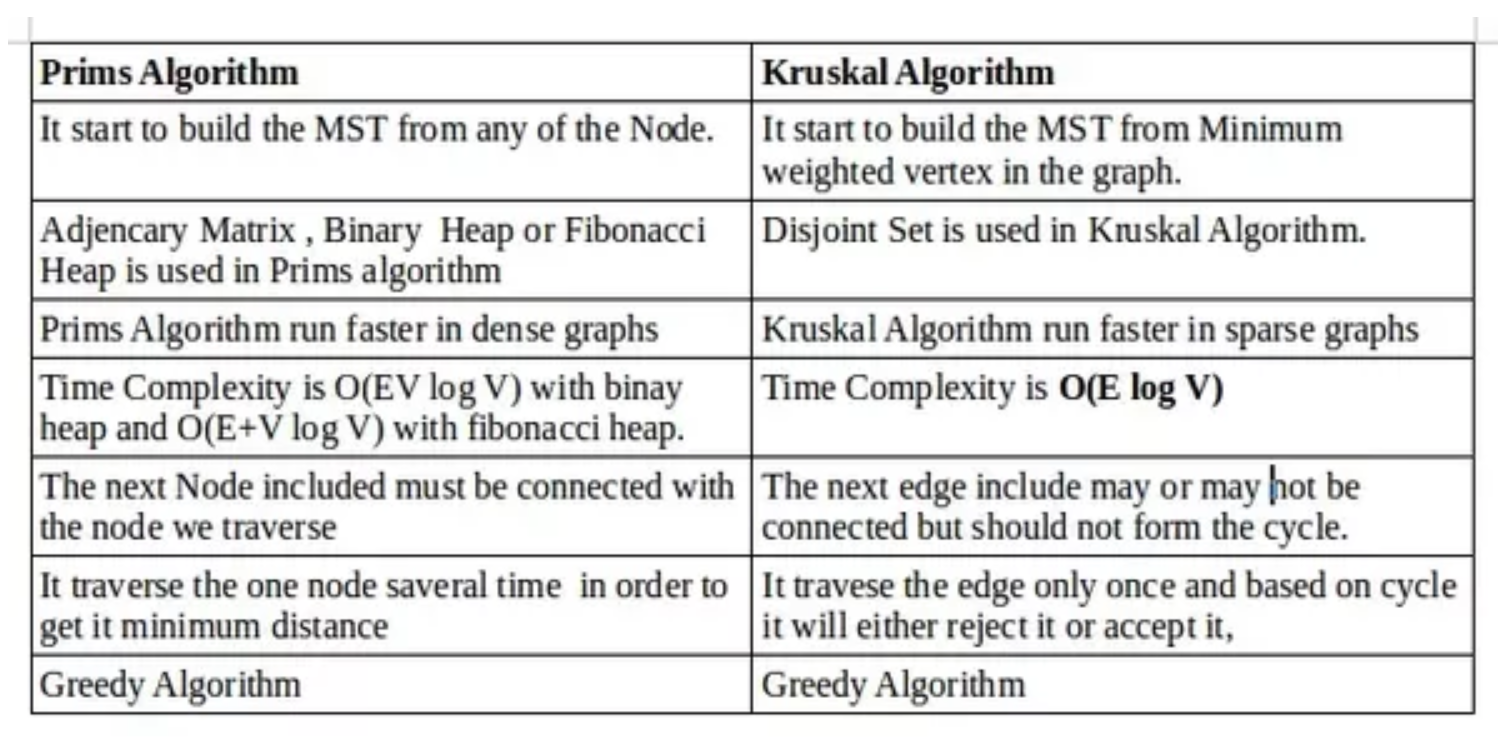 Prims Algorithm
Kruskal Algorithm
It start to build the MST from any of the Node.
It start to build the MST from Minimum
weighted vertex in the graph.
Adjencary Matrix , Binary Heap or Fibonacci
Heap is used in Prims algorithm
Disjoint Set is used in Kruskal Algorithm.
Prims Algorithm run faster in dense graphs
Kruskal Algorithm run faster in sparse graphs
Time Complexity is O(EV log V) with binay
heap and O(E+V log V) with fibonacci heap.
Time Complexity is O(E log V)
The next Node included must be connected with
the node we traverse
The next edge include may or may not be
connected but should not form the cycle.
It traverse the one node saveral time in order to
get it minimum distance
It travese the edge only once and based on cycle
it will either reject it or accept it,
Greedy Algorithm
Greedy Algorithm